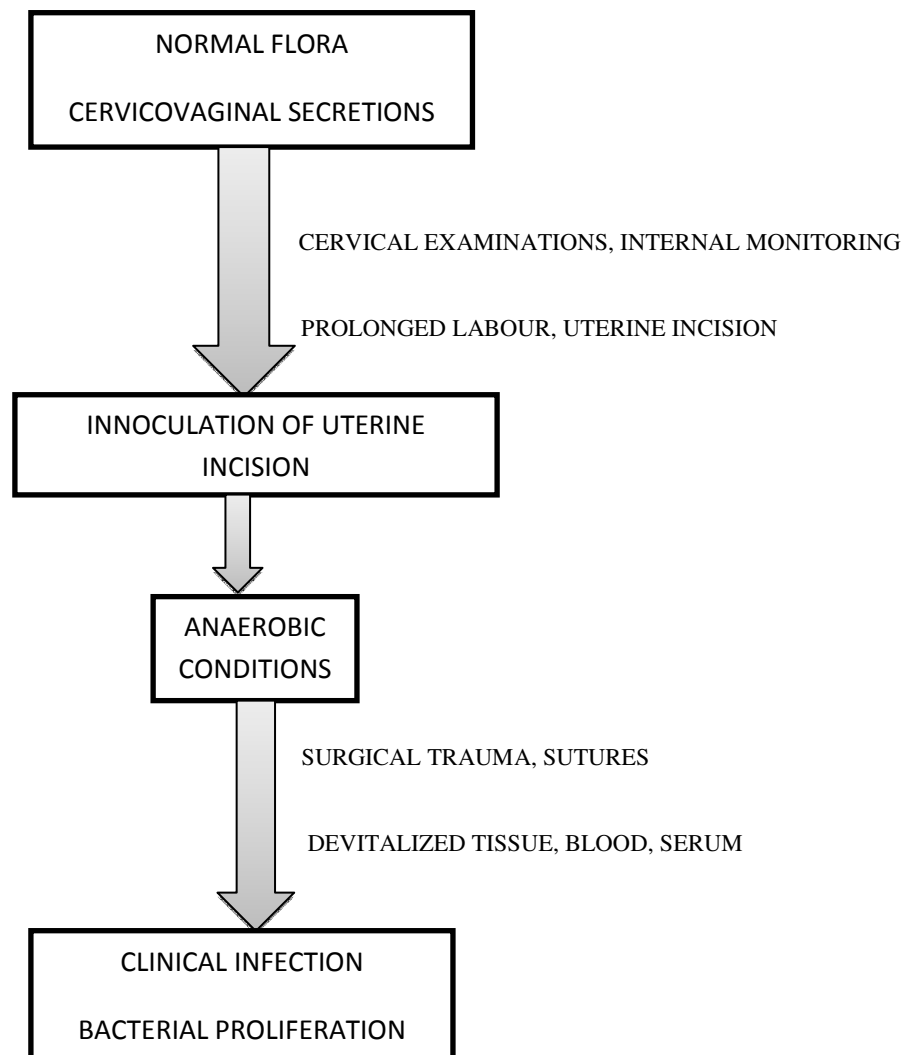 NORMAL FLORA
CERVICOVAGINAL SECRETIONS
CERVICAL EXAMINATIONS, INTERNAL MONITORING
PROLONGED LABOUR, UTERINE INCISION
INNOCULATION OF UTERINE
INCISION
ANAEROBIC
CONDITIONS
SURGICAL TRAUMA, SUTURES
DEVITALIZED TISSUE, BLOOD, SERUM
CLINICAL INFECTION
BACTERIAL PROLIFERATION